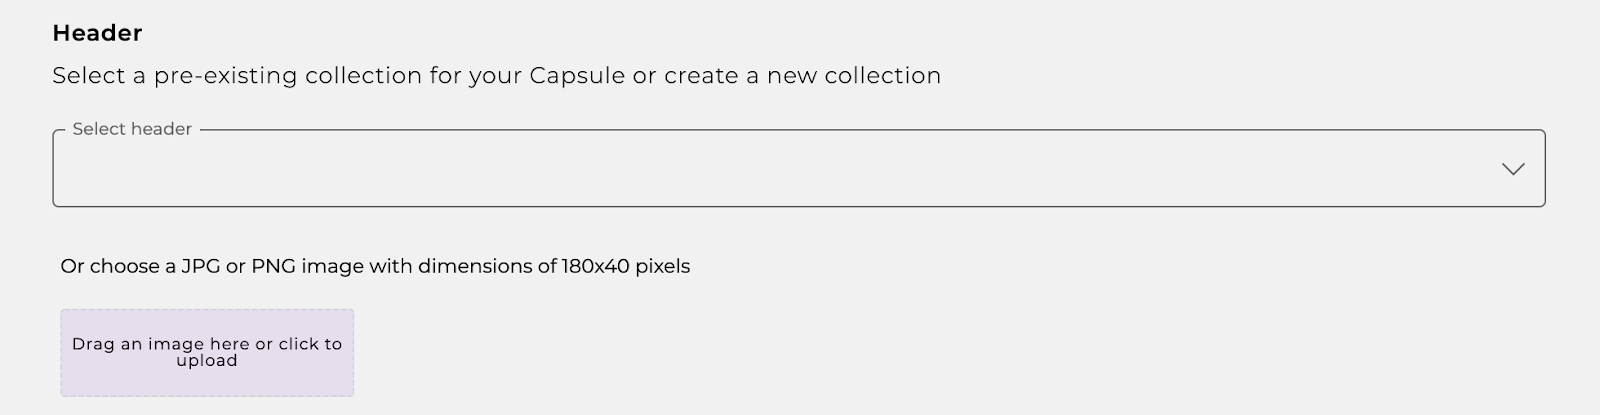 Header
Select a pre-existing collection for your Capsule or create a new collection
Select header
Or choose a JPG or PNG image with dimensions of 180x40 pixels
Drag an image here or click to
upload